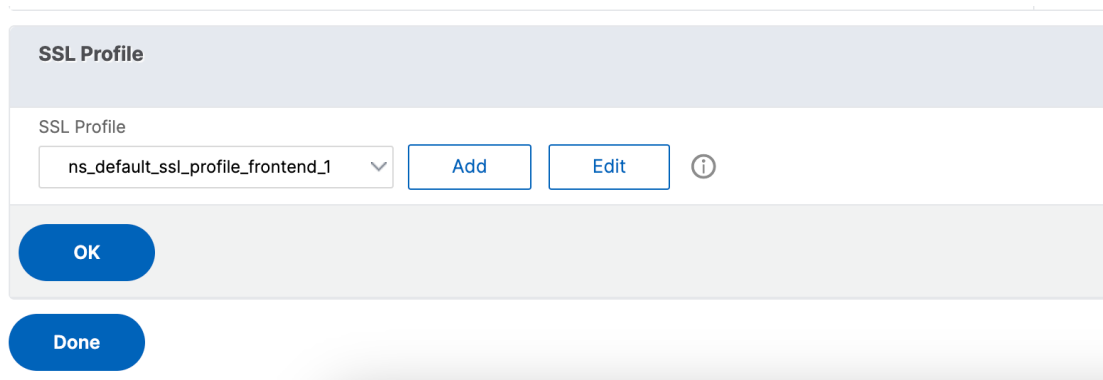 SSL Profile
SSL Profile
ns_default_ssl_profile_frontend_1
Add
Edit
OK
Done